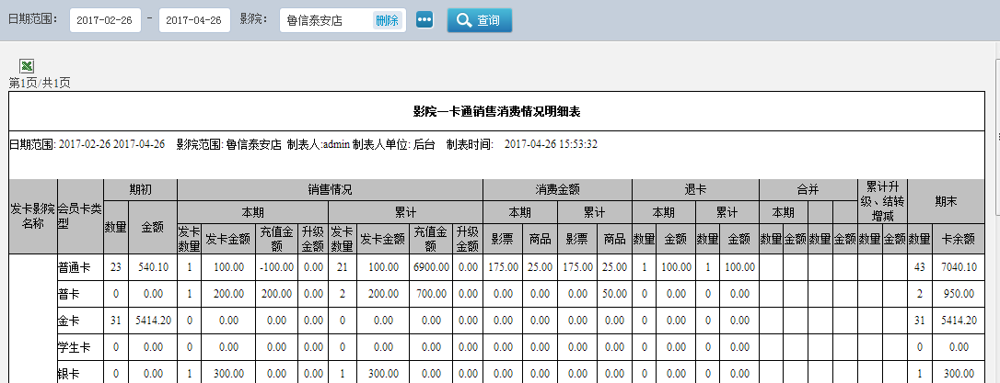 日期范围： 2017-02-26 - 2017-04-26 影院： 鲁信泰安店 删除 ••• 查询
第1页/共1页
影院一卡通销售消费情况明细表
日期范围: 2017-02-26 2017-04-26 影院范围: 鲁信泰安店 制表人:admin 制表人单位: 后台 制表时间: 2017-04-26 15:53:32
发卡影院名称 会员卡类型 期初 销售情况 消费金额 退卡 合并 累计升级、结转增减 期末
本期 累计 本期 累计 本期 累计 本期
数量 金额 发卡数量 发卡金额 充值金额 升级金额 发卡数量 发卡金额 充值金额 升级金额 影票 商品 影票 商品 数量 金额 数量 金额 数量 金额 数量 金额 数量 金额 数量 卡余额
普通卡 23 540.10 1 100.00 -100.00 0.00 21 100.00 6900.00 0.00 175.00 25.00 175.00 25.00 1 100.00 1 100.00 43 7040.10
普卡 0 0.00 1 200.00 200.00 0.00 2 200.00 700.00 0.00 0.00 0.00 0.00 50.00 0 0.00 0 0.00 2 950.00
金卡 31 5414.20 0 0.00 0.00 0.00 0 0.00 0.00 0.00 0.00 0.00 0.00 0.00 0 0.00 0 0.00 31 5414.20
学生卡 0 0.00 0 0.00 0.00 0.00 0 0.00 0.00 0.00 0.00 0.00 0.00 0.00 0 0.00 0 0.00 0 0.00
银卡 0 0.00 1 300.00 0.00 0.00 1 300.00 0.00 0.00 0.00 0.00 0.00 0.00 0 0.00 0 0.00 1 300.00